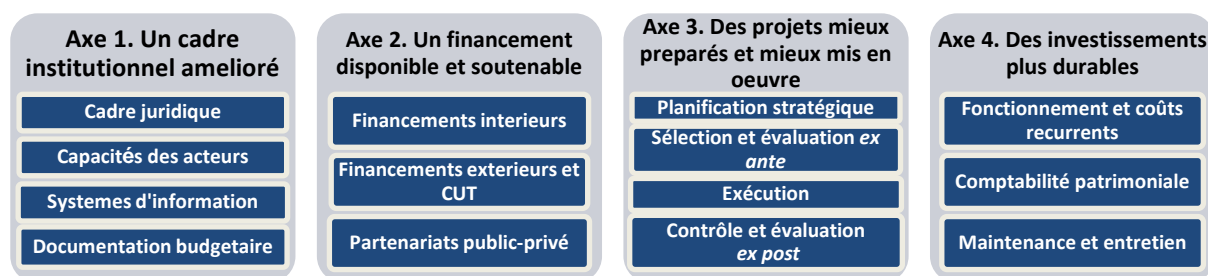 Axe 1. Un cadre
institutionnel amelioré
Cadre juridique
Capacités des acteurs
Systemes d'information
Documentation budgetaire
Axe 2. Un financement
disponible et soutenable
Financements interieurs
Financements exterieurs et
CUT
Partenariats public-privé
Axe 3. Des projets mieux
preparés et mieux mis en
oeuvre
Planification stratégique
Sélection et évaluation ex
ante
Exécution
Contrôle et évaluation
ex post
Axe 4. Des investissements
plus durables
Fonctionnement et coûts
recurrents
Comptabilité patrimoniale
Maintenance et entretien